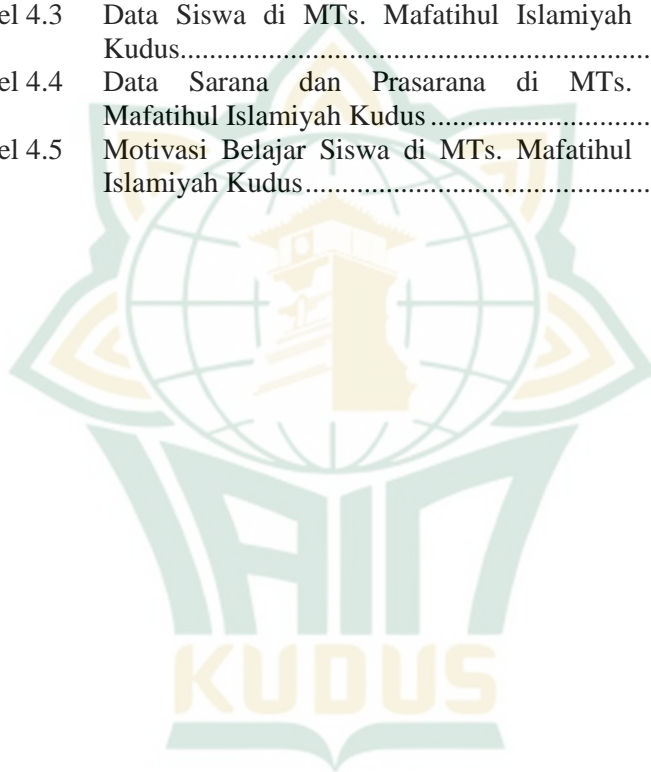 el 4.3 Data Siswa di MTs. Mafatihul Islamiyah
Kudus
el 4.4 Data Sarana dan Prasarana di MTs.
Mafatihul Islamiyah Kudus
el 4.5 Motivasi Belajar Siswa di MTs. Mafatihul
Islamiyah Kudus
IAIN
KUDUS